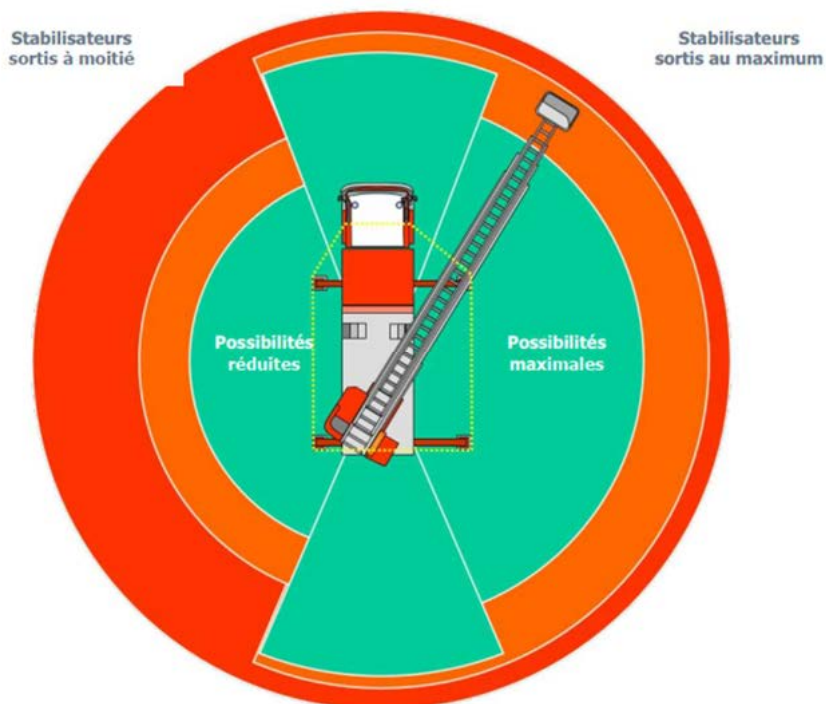 Stabilisateurs
sortis à moitié
Stabilisateurs
sortis au maximum
Possibilités
réduites
Possibilités
maximales